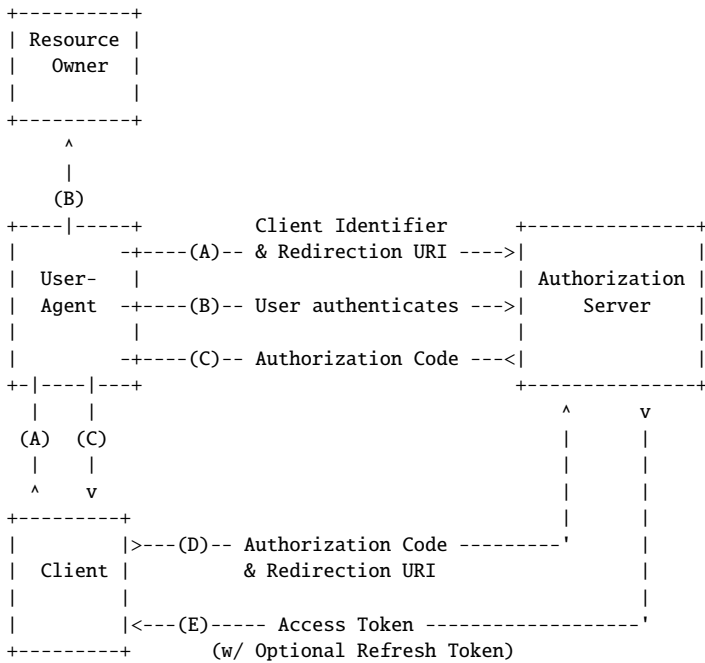 +----------+
| Resource |
|   Owner  |
|          |
+----------+
     ^
     |
    (B)
+----|-----+          Client Identifier      +---------------+
|         -+----(A)-- & Redirection URI ---->|               |
|  User-   |                                 | Authorization |
|  Agent  -+----(B)-- User authenticates --->|     Server    |
|          |                                 |               |
|         -+----(C)-- Authorization Code ---<|               |
+-|----|---+                                 +---------------+
  |    |                                         ^      v
 (A)  (C)                                        |      |
  |    |                                         |      |
  ^    v                                         |      |
+---------+                                      |      |
|         |>---(D)-- Authorization Code ---------'      |
|  Client |          & Redirection URI                  |
|         |                                             |
|         |<---(E)----- Access Token -------------------'
+---------+       (w/ Optional Refresh Token)